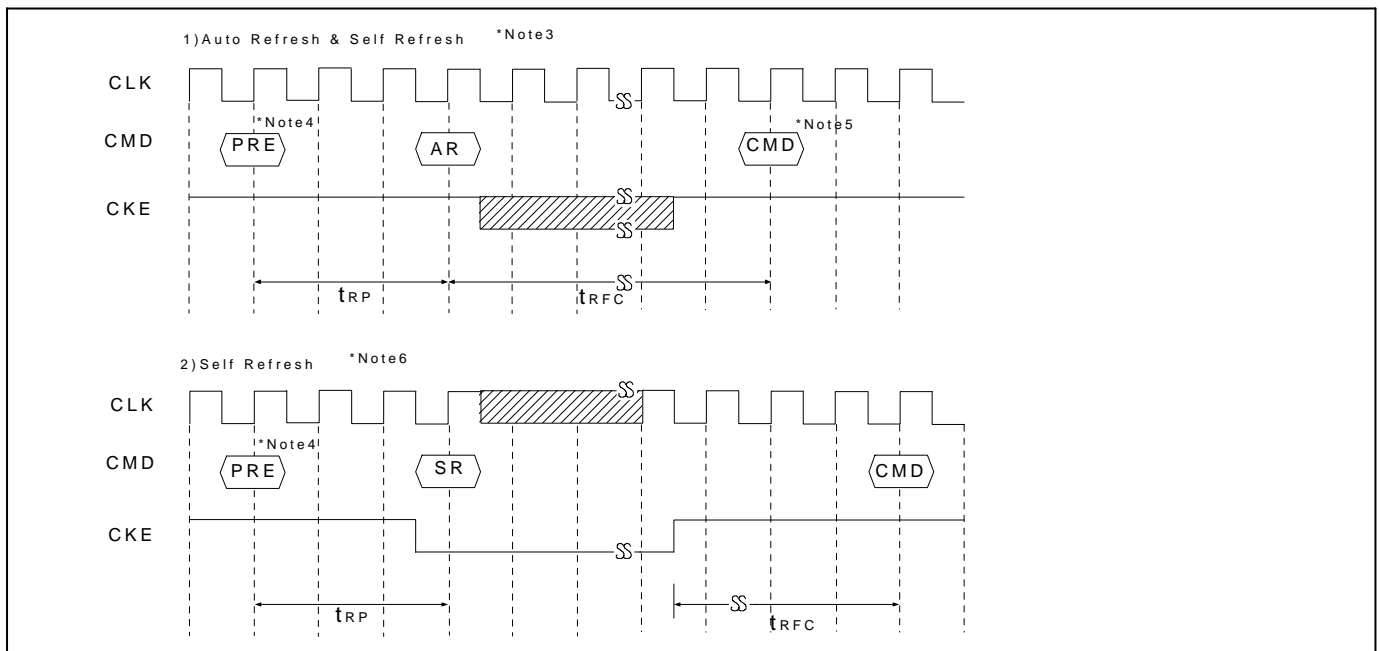 1)Auto Refresh & Self Refresh *Note3
CLK
CMD PRE *Note4 AR CMD *Note5
CKE
tRP tRFC
2)Self Refresh *Note6
CLK
CMD PRE *Note4 SR CMD
CKE
tRP tRFC